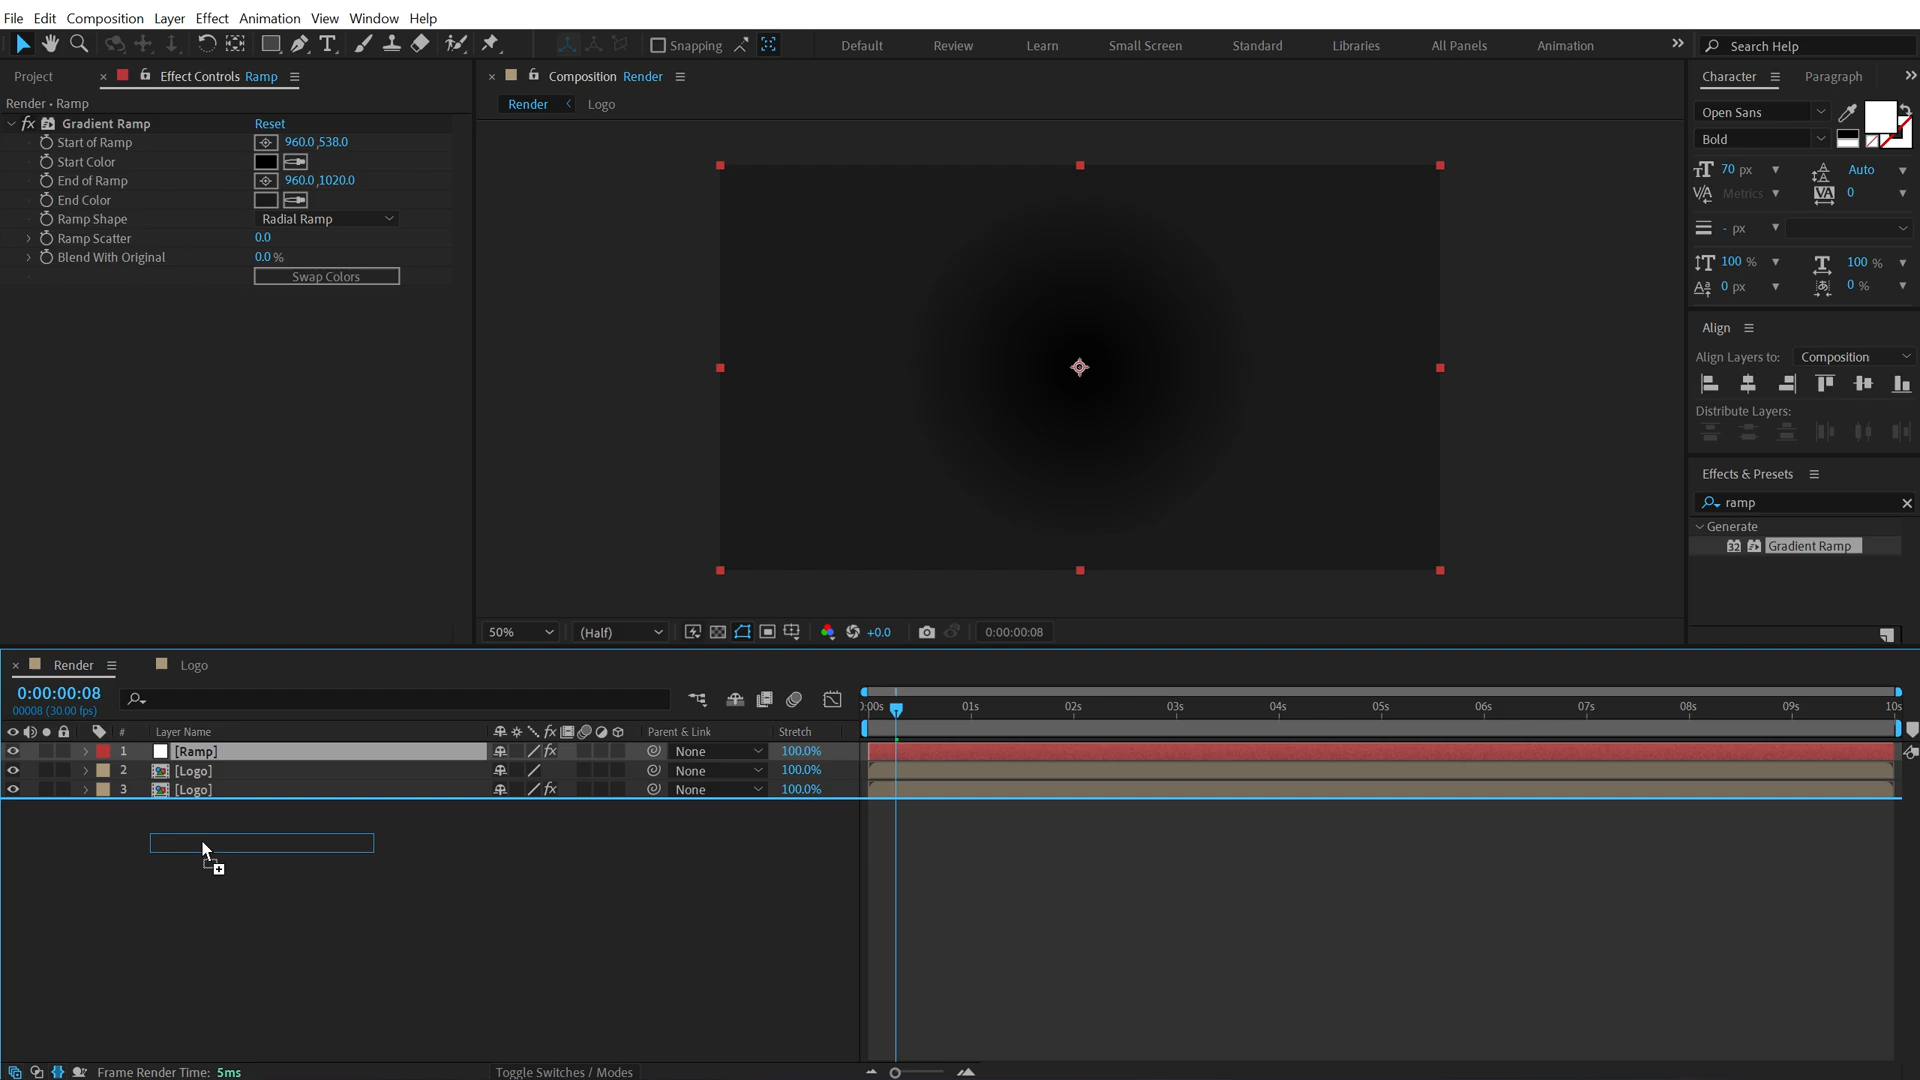 File Edit Composition Layer Effect Animation View Window Help
Snapping Default Review Learn Small Screen Standard Libraries All Panels Animation Search Help
Project Effect Controls Ramp
Render • Ramp
fx Gradient Ramp Reset
Start of Ramp 960.0,538.0
Start Color
End of Ramp 960.0,1020.0
End Color
Ramp Shape Radial Ramp
Ramp Scatter 0.0
Blend With Original 0.0 %
Swap Colors
Composition Render
Render Logo
50% (Half) +0.0 0:00:00:08
Character Paragraph
Open Sans
Bold
70 px Auto
Metrics 0
- px
100 % 100 %
0 px 0 %
Align
Align Layers to: Composition
Distribute Layers:
Effects & Presets
ramp
Generate
32 Gradient Ramp
Render Logo
0:00:00:08
00008 (30.00 fps)
:00s 01s 02s 03s 04s 05s 06s 07s 08s 09s 10s
# Layer Name fx Parent & Link Stretch
1 [Ramp] fx None 100.0%
2 [Logo] None 100.0%
3 [Logo] fx None 100.0%
Frame Render Time: 5ms Toggle Switches / Modes